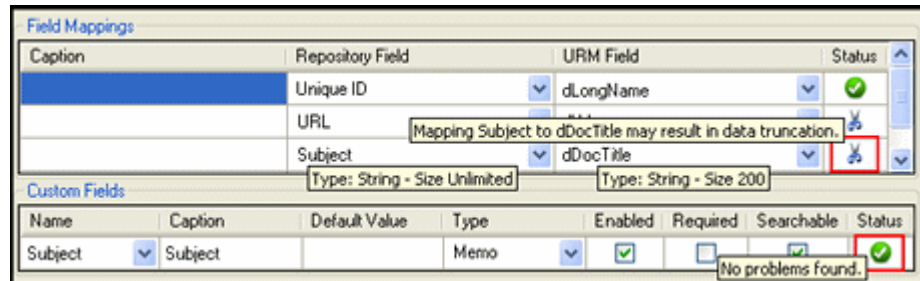 Field Mappings
Caption Repository Field URM Field Status
Unique ID dLongName
URL
Mapping Subject to dDocTitle may result in data truncation.
Subject dDocTitle
Type: String - Size Unlimited Type: String - Size 200
Custom Fields
Name Caption Default Value Type Enabled Required Searchable Status
Subject Subject Memo
No problems found.